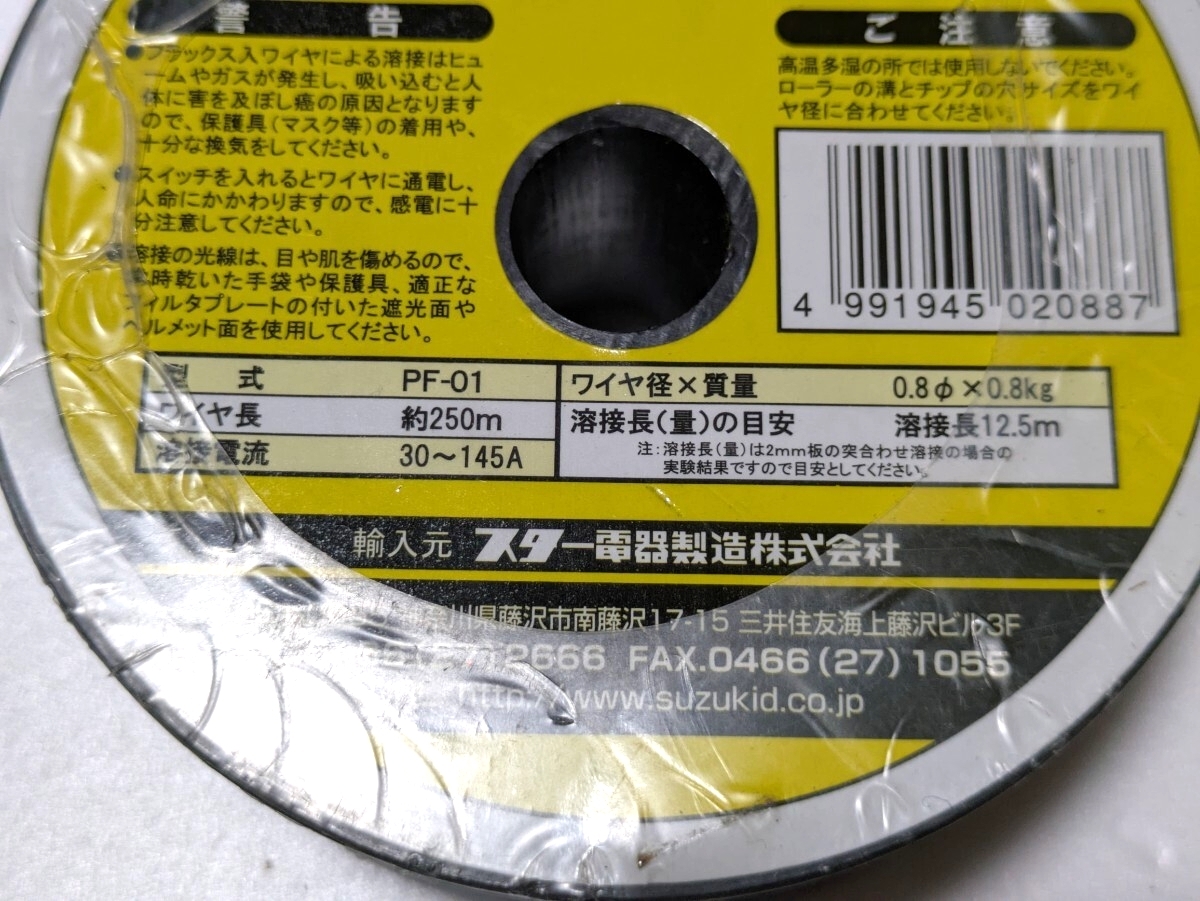 警告
●フラックス入ワイヤによる溶接はヒュ
ームやガスが発生し、吸い込むと人
体に害を及ぼし癌の原因となります
ので、保護具(マスク等)の着用や、
十分な換気をしてください。
●スイッチを入れるとワイヤに通電し、
人命にかかわりますので、感電に十
分注意してください。
●溶接の光線は、目や肌を傷めるので、
時乾いた手袋や保護具、適正な
フィルタプレートの付いた遮光面や
ヘルメット面を使用してください。
ご注意
高温多湿の所では使用しないでください。
ローラーの溝とチップの穴サイズをワイ
ヤ径に合わせてください。
4 991945 020887
型式 PF-01
ワイヤ長 約250m
溶接電流 30～145A
ワイヤ径×質量 0.8φ×0.8kg
溶接長(量)の目安 溶接長12.5m
注:溶接長(量)は2mm板の突合わせ溶接の場合の
実験結果ですので目安としてください。
輸入元 スター電器製造株式会社
神奈川県藤沢市南藤沢17-15 三井住友海上藤沢ビル3F
2666 FAX.0466(27)1055
http://www.suzukid.co.jp